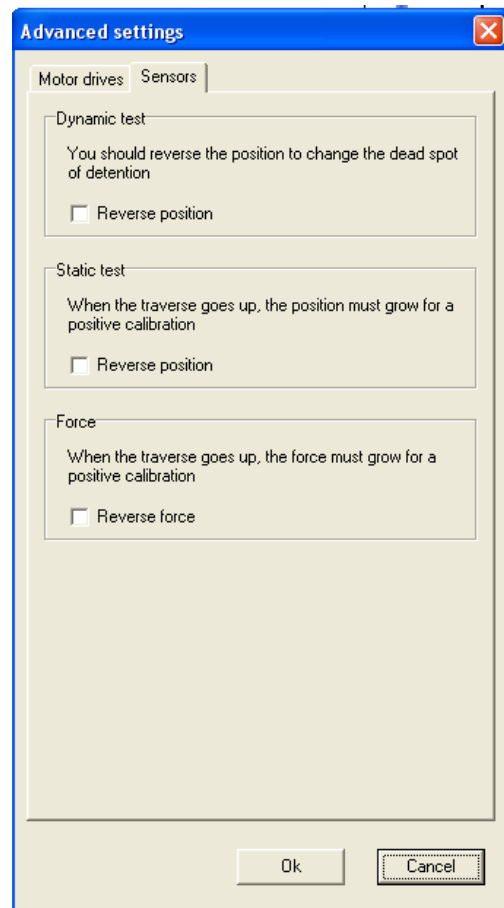 Advanced settings
Motor drives
Sensors
Dynamic test
You should reverse the position to change the dead spot
of detention
Reverse position
Static test
When the traverse goes up, the position must grow for a
positive calibration
Reverse position
Force
When the traverse goes up, the force must grow for a
positive calibration
Reverse force
Ok
Cancel